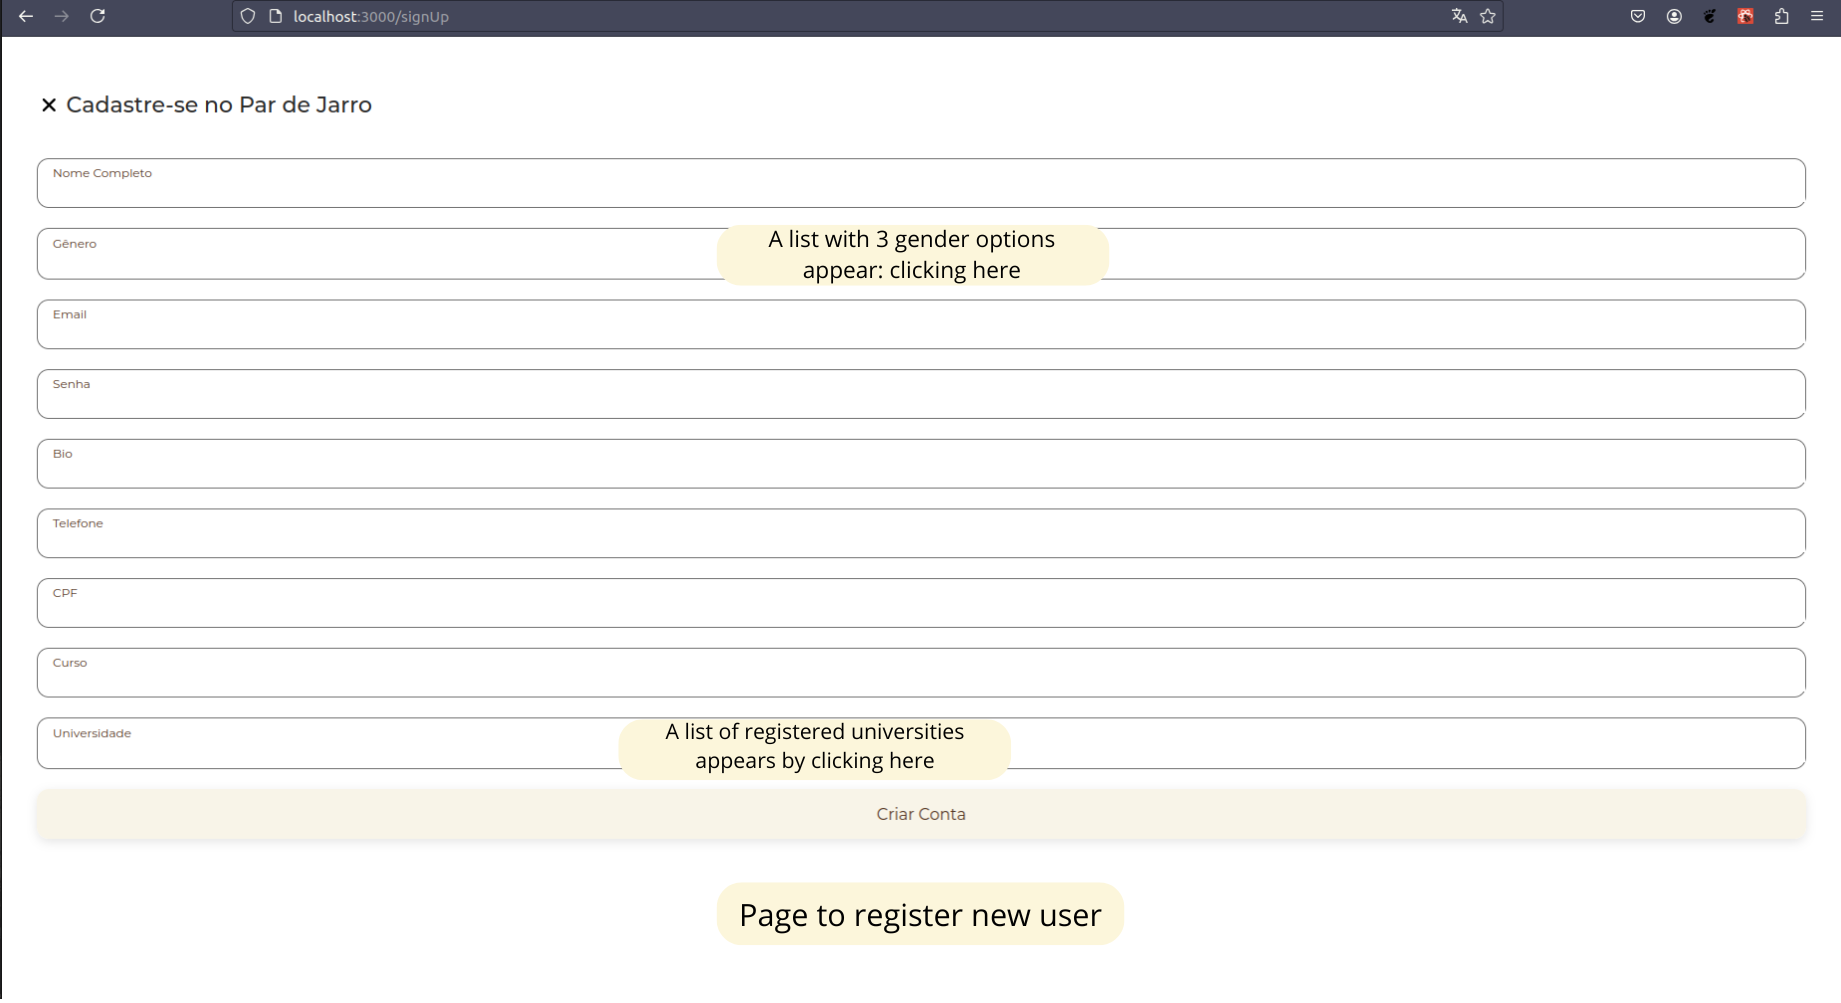 localhost:3000/signUp
Cadastre-se no Par de Jarro
Nome Completo
Gênero
A list with 3 gender options
appear: clicking here
Email
Senha
Bio
Telefone
CPF
Curso
Universidade
A list of registered universities
appears by clicking here
Criar Conta
Page to register new user